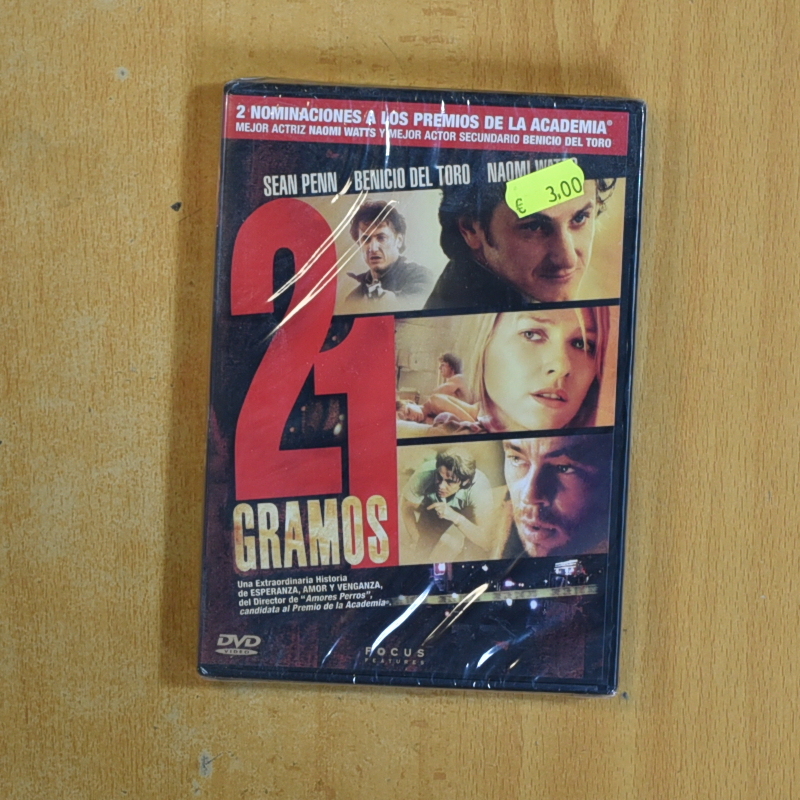 2 NOMINACIONES A LOS PREMIOS DE LA ACADEMIA®
MEJOR ACTRIZ NAOMI WATTS Y MEJOR ACTOR SECUNDARIO BENICIO DEL TORO
SEAN PENN BENICIO DEL TORO NAOMI WATTS
€ 3,00
21
GRAMOS
Una Extraordinaria Historia
de ESPERANZA, AMOR Y VENGANZA,
del Director de "Amores Perros",
candidata al Premio de la Academia®.
DVD
VIDEO
FOCUS
FEATURES